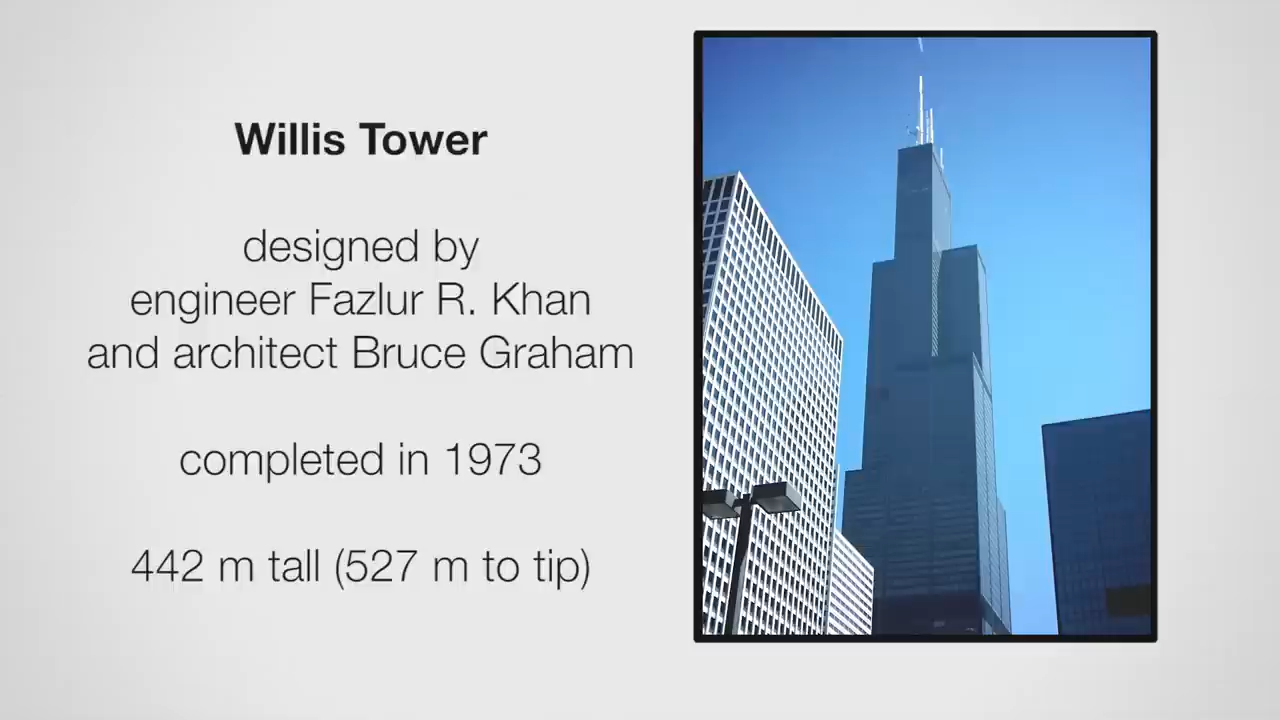 Willis Tower
designed by
engineer Fazlur R. Khan
and architect Bruce Graham
completed in 1973
442 m tall (527 m to tip)